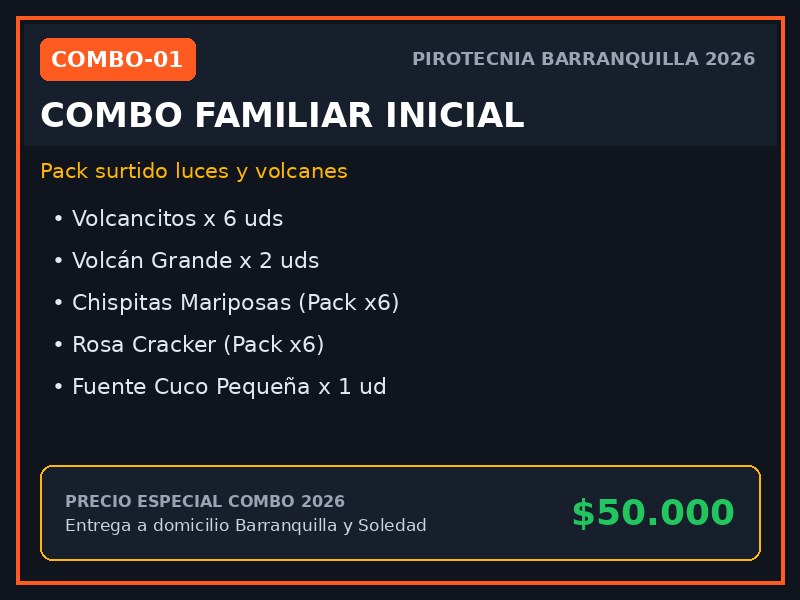 COMBO-01
PIROTECNIA BARRANQUILLA 2026
COMBO FAMILIAR INICIAL
Pack surtido luces y volcanes
• Volcancitos x 6 uds
• Volcán Grande x 2 uds
• Chispitas Mariposas (Pack x6)
• Rosa Cracker (Pack x6)
• Fuente Cuco Pequeña x 1 ud
PRECIO ESPECIAL COMBO 2026
Entrega a domicilio Barranquilla y Soledad
$50.000